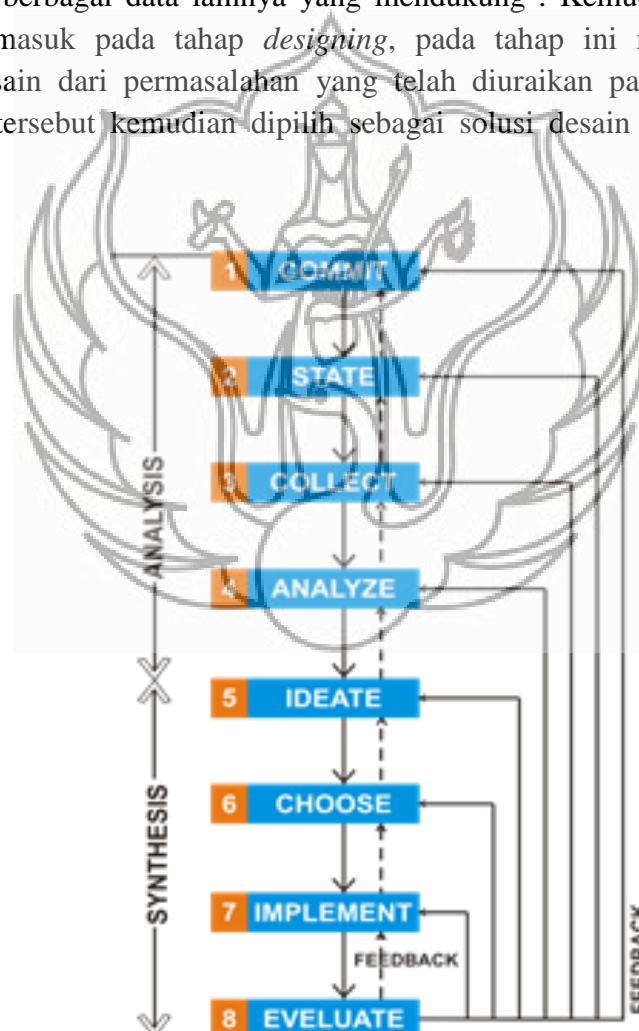 berbagai data lainnya yang mendukung . Kemud
masuk pada tahap designing, pada tahap ini
sain dari permasalahan yang telah diuraikan pa
tersebut kemudian dipilih sebagai solusi desain
1 COMMIT
2 STATE
3 COLLECT
ANALYSIS
4 ANALYZE
5 IDEATE
6 CHOOSE
SYNTHESIS
7 IMPLEMENT
FEEDBACK
FEEDBACK
8 EVELUATE